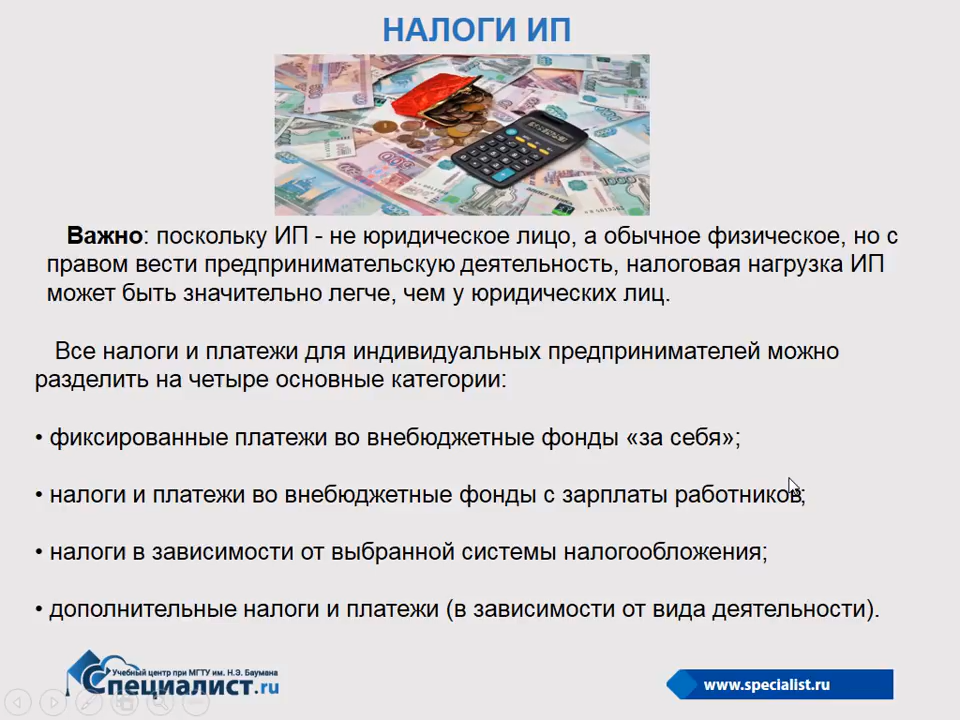 НАЛОГИ ИП
Важно: поскольку ИП - не юридическое лицо, а обычное физическое, но с
правом вести предпринимательскую деятельность, налоговая нагрузка ИП
может быть значительно легче, чем у юридических лиц.
Все налоги и платежи для индивидуальных предпринимателей можно
разделить на четыре основные категории:
• фиксированные платежи во внебюджетные фонды «за себя»;
• налоги и платежи во внебюджетные фонды с зарплаты работников;
• налоги в зависимости от выбранной системы налогообложения;
• дополнительные налоги и платежи (в зависимости от вида деятельности).
Учебный центр при МГТУ им. Н.Э. Баумана
Специалист.ru
www.specialist.ru